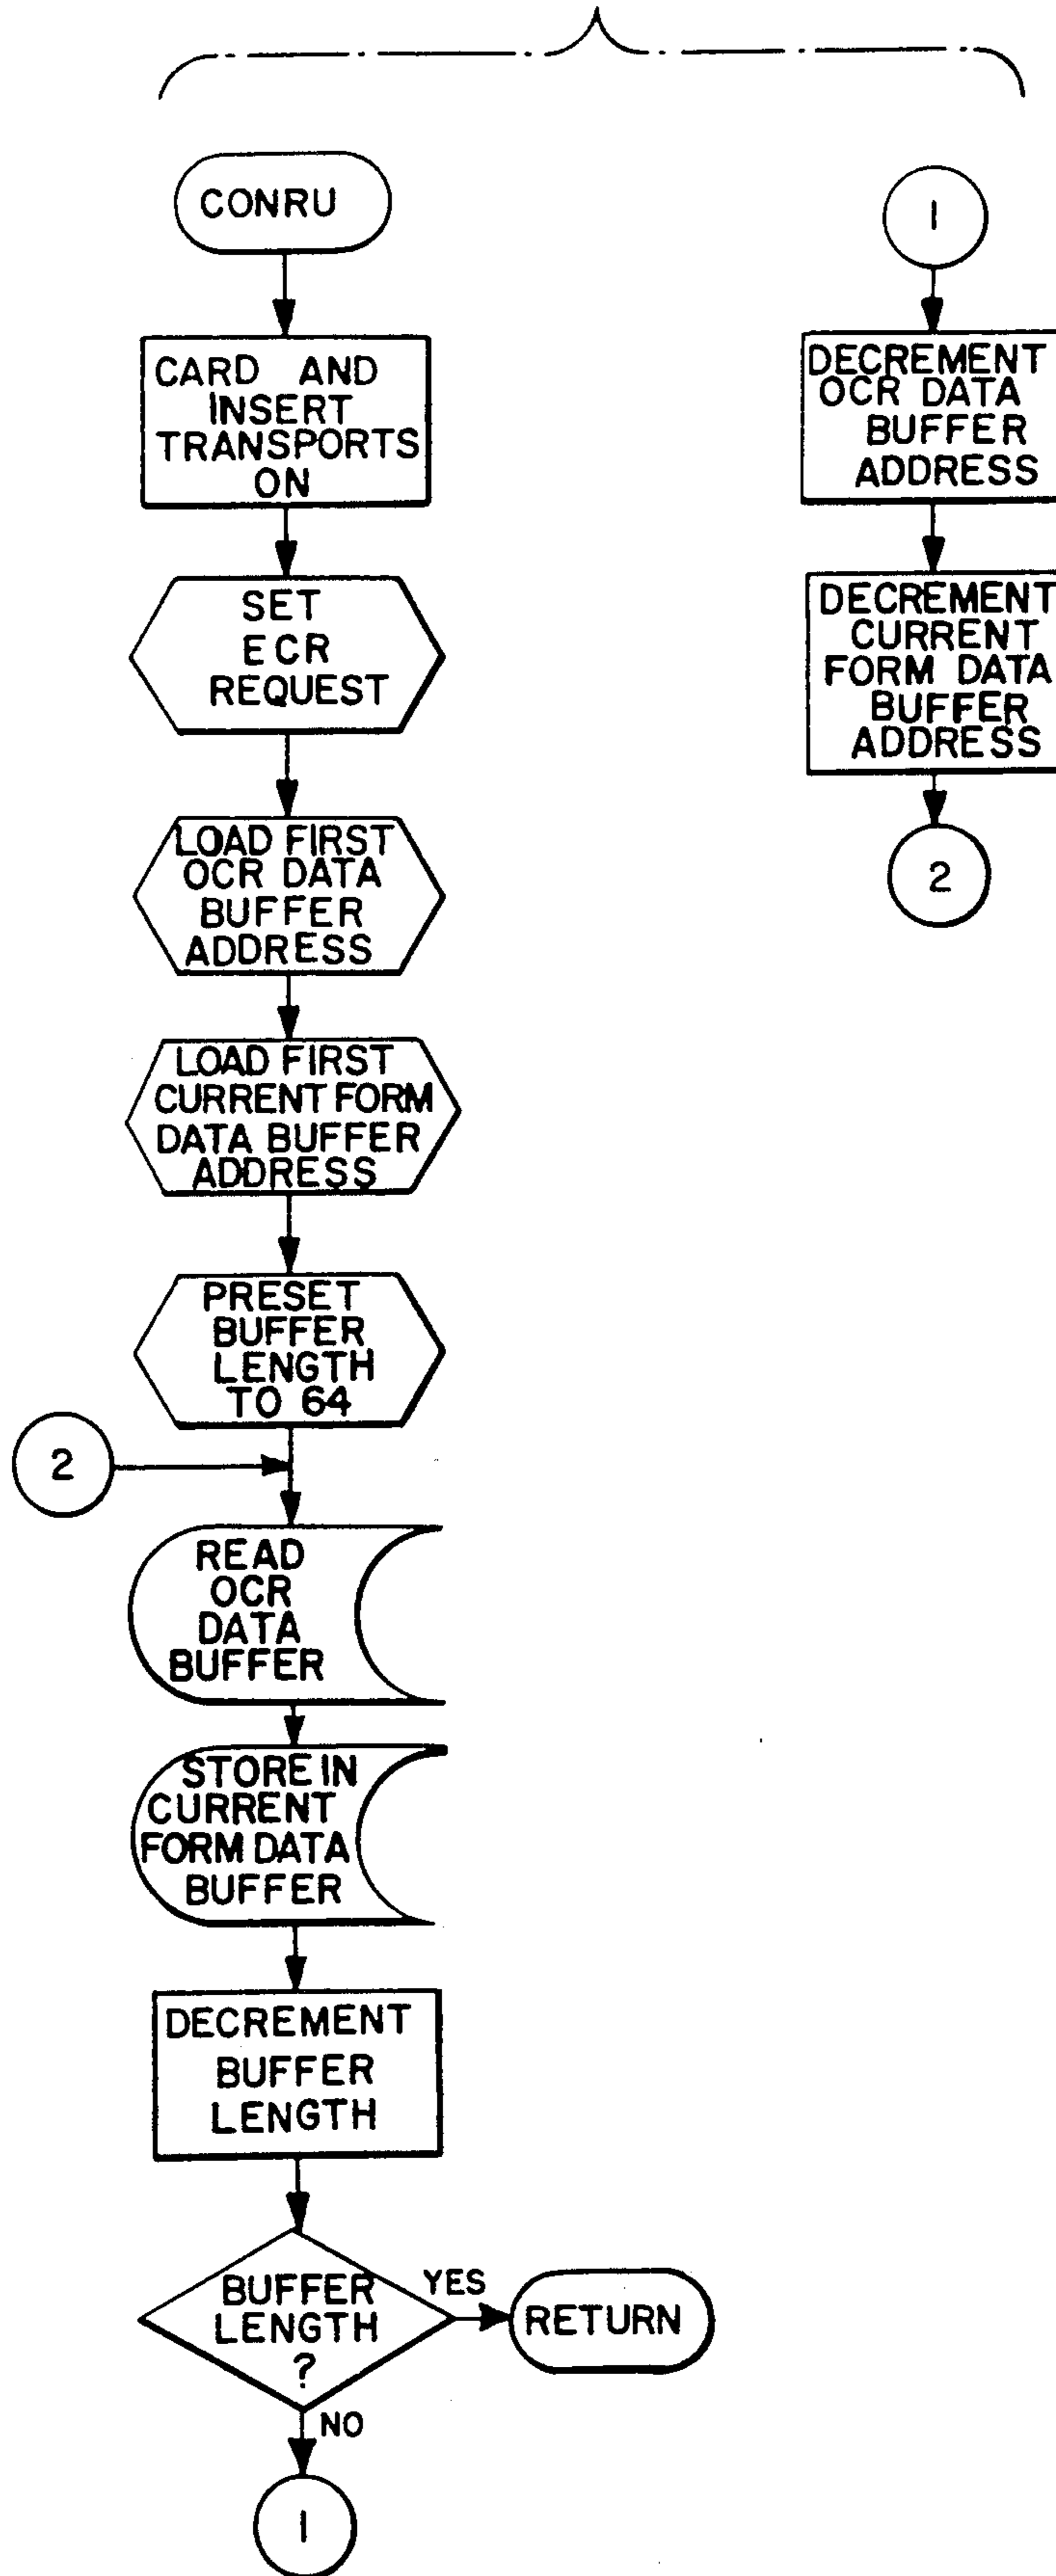 CONRU
CARD AND
INSERT
TRANSPORTS
ON
SET
ECR
REQUEST
LOAD FIRST
OCR DATA
BUFFER
ADDRESS
LOAD FIRST
CURRENT FORM
DATA BUFFER
ADDRESS
PRESET
BUFFER
LENGTH
TO 64
2
READ
OCR
DATA
BUFFER
STORE IN
CURRENT
FORM DATA
BUFFER
DECREMENT
BUFFER
LENGTH
BUFFER
LENGTH
?
YES
RETURN
NO
1
1
DECREMENT
OCR DATA
BUFFER
ADDRESS
DECREMENT
CURRENT
FORM DATA
BUFFER
ADDRESS
2